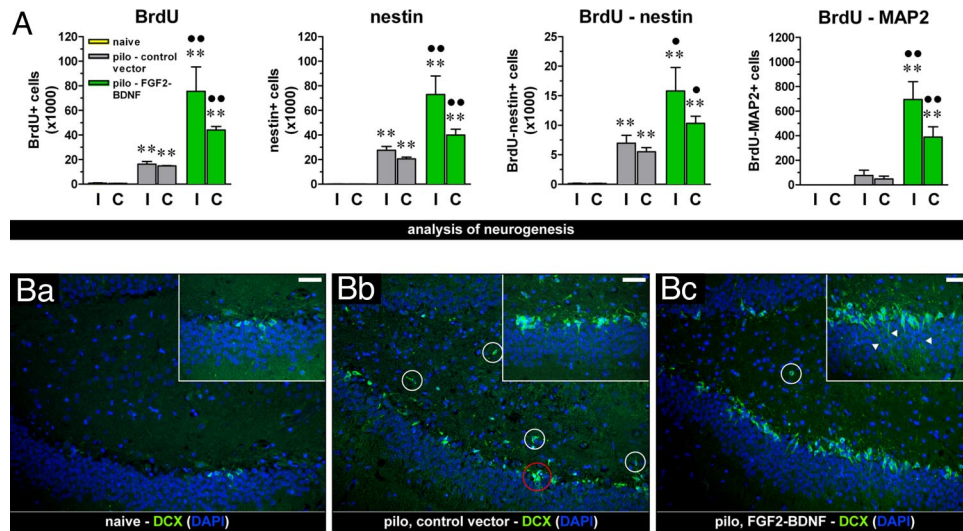 A
BrdU
nestin
BrdU - nestin
BrdU - MAP2
BrdU+ cells
(x1000)
120
100
80
60
40
20
0
naive
pilo - control
vector
pilo - FGF2-
BDNF
** ** ** **
I C I C I C
nestin+ cells
(x1000)
120
100
80
60
40
20
0
** ** ** **
I C I C I C
BrdU-nestin+ cells
(x1000)
25
20
15
10
5
0
** ** ** **
I C I C I C
BrdU-MAP2+ cells
1200
1000
800
600
400
200
0
** **
I C I C I C
analysis of neurogenesis
Ba
Bb
Bc
naive - DCX (DAPI)
pilo, control vector - DCX (DAPI)
pilo, FGF2-BDNF - DCX (DAPI)